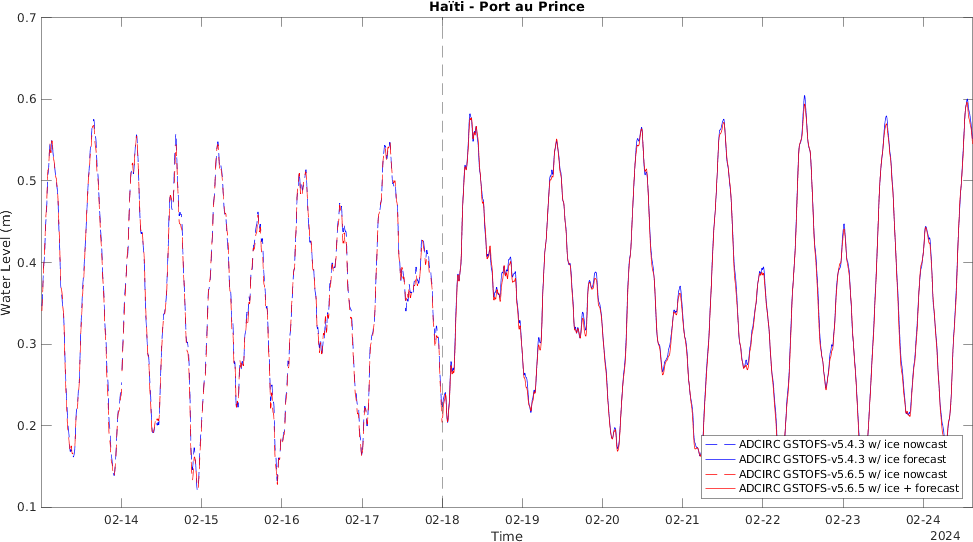 Haïti - Port au Prince
Water Level (m)
0.7
0.6
0.5
0.4
0.3
0.2
0.1
ADCIRC GSTOFS-v5.4.3 w/ ice nowcast
ADCIRC GSTOFS-v5.4.3 w/ ice forecast
ADCIRC GSTOFS-v5.6.5 w/ ice nowcast
ADCIRC GSTOFS-v5.6.5 w/ ice + forecast
02-14 02-15 02-16 02-17 02-18 02-19 02-20 02-21 02-22 02-23 02-24
Time
2024